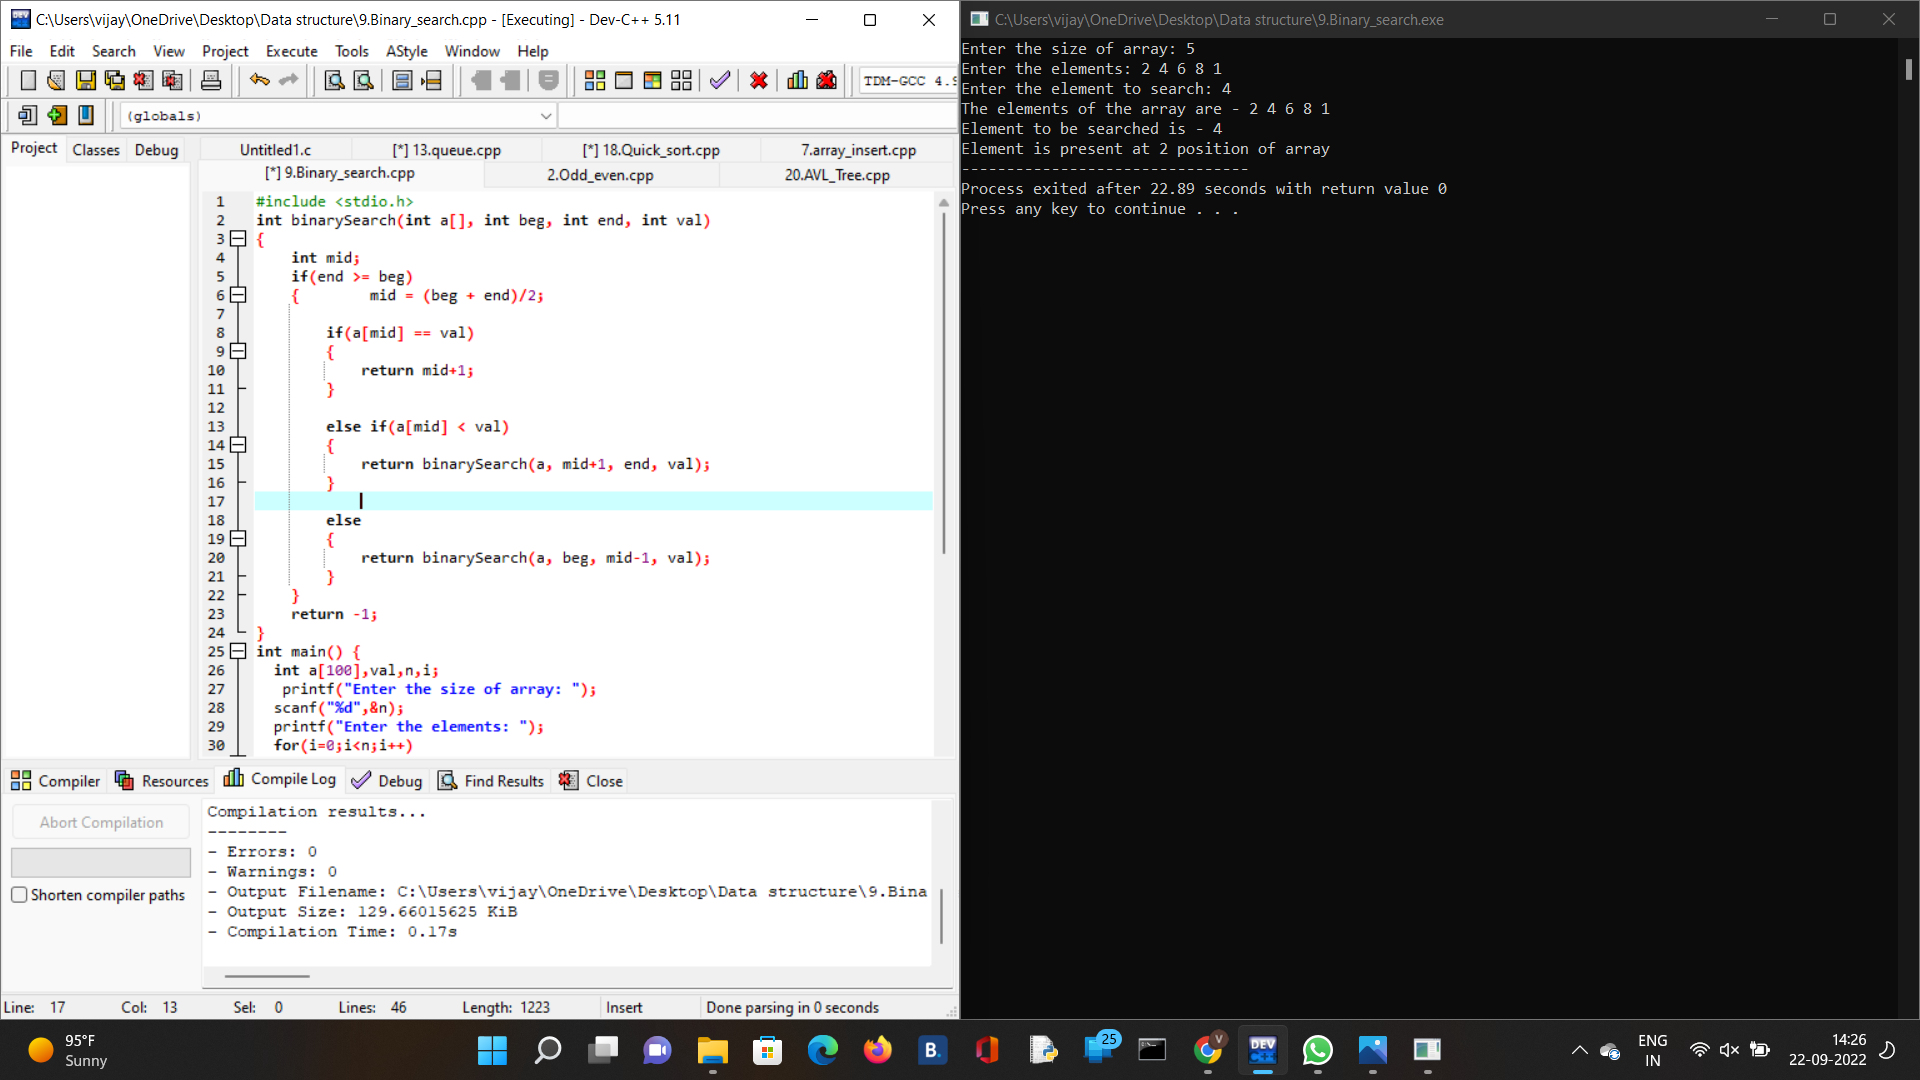 C:\Users\vijay\OneDrive\Desktop\Data structure\9.Binary_search.cpp - [Executing] - Dev-C++ 5.11
File Edit Search View Project Execute Tools AStyle Window Help
TDM-GCC 4.9
(globals)
Project Classes Debug
Untitled1.c [*] 13.queue.cpp [*] 18.Quick_sort.cpp 7.array_insert.cpp
[*] 9.Binary_search.cpp 2.Odd_even.cpp 20.AVL_Tree.cpp
1 #include <stdio.h>
2 int binarySearch(int a[], int beg, int end, int val)
3 {
4 int mid;
5 if(end >= beg)
6 { mid = (beg + end)/2;
7
8 if(a[mid] == val)
9 {
10 return mid+1;
11 }
12
13 else if(a[mid] < val)
14 {
15 return binarySearch(a, mid+1, end, val);
16 }
17
18 else
19 {
20 return binarySearch(a, beg, mid-1, val);
21 }
22 }
23 return -1;
24 }
25 int main() {
26 int a[100],val,n,i;
27 printf("Enter the size of array: ");
28 scanf("%d",&n);
29 printf("Enter the elements: ");
30 for(i=0;i<n;i++)
Compiler Resources Compile Log Debug Find Results Close
Abort Compilation
Shorten compiler paths
Compilation results...
--------
- Errors: 0
- Warnings: 0
- Output Filename: C:\Users\vijay\OneDrive\Desktop\Data structure\9.Bina
- Output Size: 129.66015625 KiB
- Compilation Time: 0.17s
Line: 17 Col: 13 Sel: 0 Lines: 46 Length: 1223 Insert Done parsing in 0 seconds
C:\Users\vijay\OneDrive\Desktop\Data structure\9.Binary_search.exe
Enter the size of array: 5
Enter the elements: 2 4 6 8 1
Enter the element to search: 4
The elements of the array are - 2 4 6 8 1
Element to be searched is - 4
Element is present at 2 position of array
--------------------------------
Process exited after 22.89 seconds with return value 0
Press any key to continue . . .
95°F
Sunny
B.
25
V
DEV
C++
ENG
IN
14:26
22-09-2022